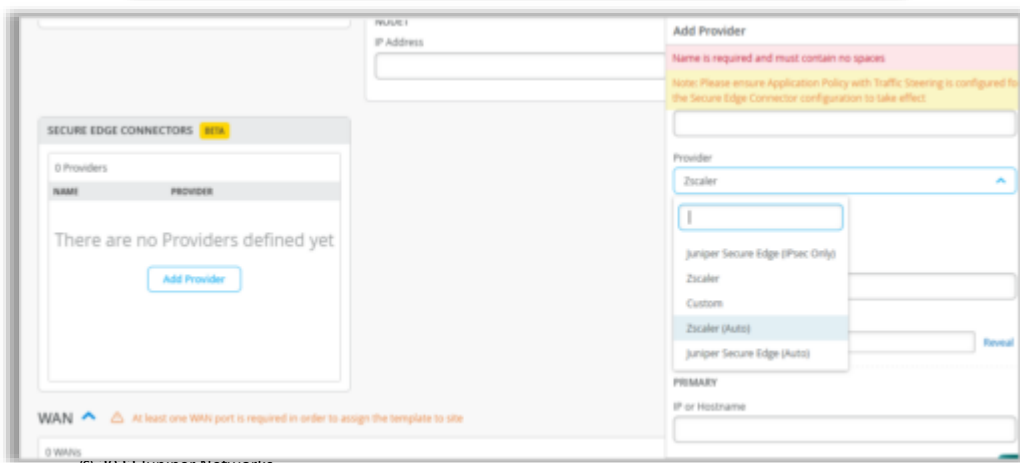 NODE1
IP Address
SECURE EDGE CONNECTORS BETA
0 Providers
NAME PROVIDER
There are no Providers defined yet
Add Provider
WAN At least one WAN port is required in order to assign the template to site
0 WANs
Juniper Networks
Add Provider
Name is required and must contain no spaces
Note: Please ensure Application Policy with Traffic Steering is configured fo
the Secure Edge Connector configuration to take effect
Provider
Zscaler
Juniper Secure Edge (IPsec Only)
Zscaler
Custom
Zscaler (Auto)
Juniper Secure Edge (Auto)
Reveal
PRIMARY
IP or Hostname